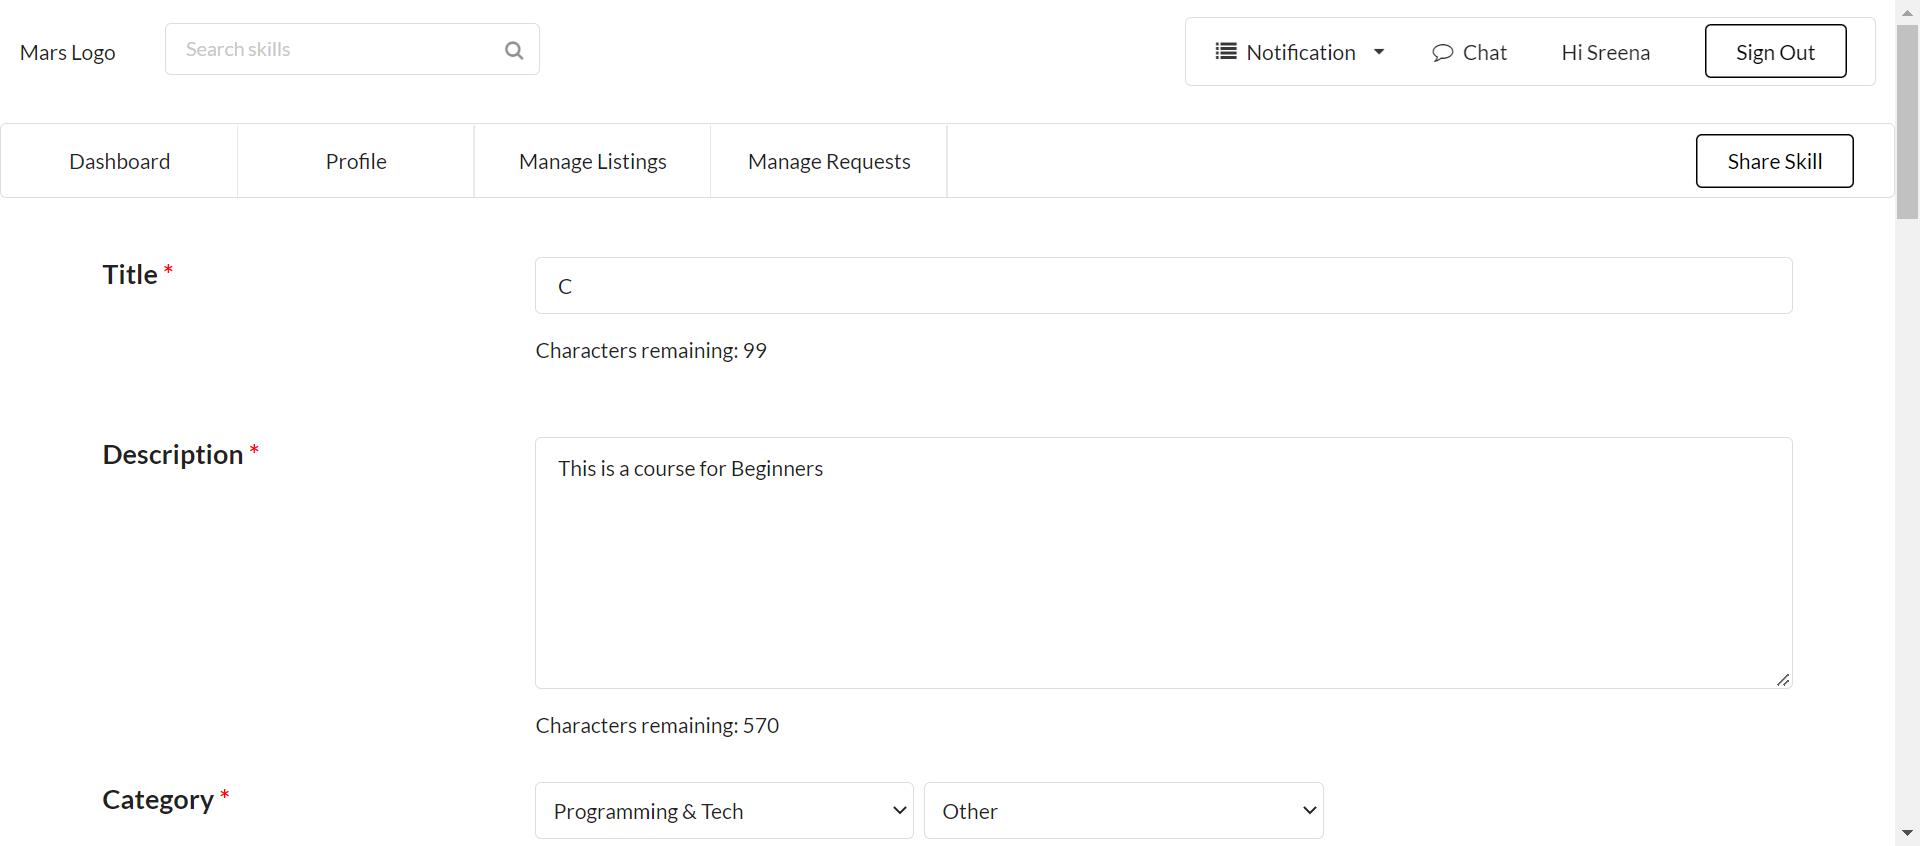 Mars Logo
Search skills
Notification
Chat
Hi Sreena
Sign Out
Dashboard
Profile
Manage Listings
Manage Requests
Share Skill
Title *
C
Characters remaining: 99
Description *
This is a course for Beginners
Characters remaining: 570
Category *
Programming & Tech
Other